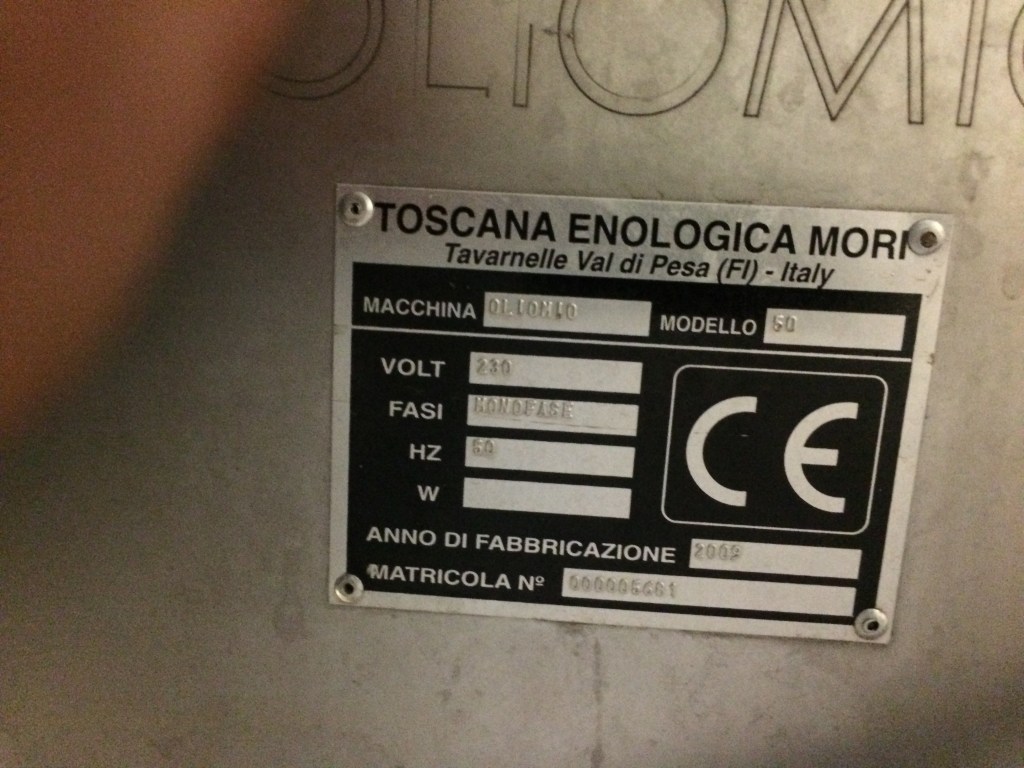 OLIOMIO
TOSCANA ENOLOGICA MORI
Tavarnelle Val di Pesa (FI) - Italy
MACCHINA OLIOMIO MODELLO 50
VOLT 230
FASI MONOFASE
HZ 50
W
CE
ANNO DI FABBRICAZIONE
MATRICOLA Nº